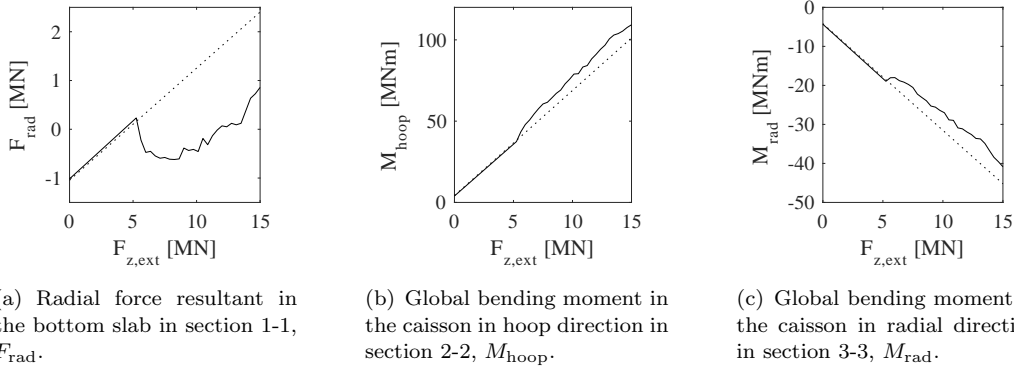 2
1
0
-1
F_rad [MN]
0 5 10 15
F_z,ext [MN]
100
50
0
M_hoop [MNm]
0 5 10 15
F_z,ext [MN]
0
-10
-20
-30
-40
-50
M_rad [MNm]
0 5 10 15
F_z,ext [MN]
(a) Radial force resultant in
the bottom slab in section 1-1,
F_rad.
(b) Global bending moment in
the caisson in hoop direction in
section 2-2, M_hoop.
(c) Global bending moment
the caisson in radial directi
in section 3-3, M_rad.